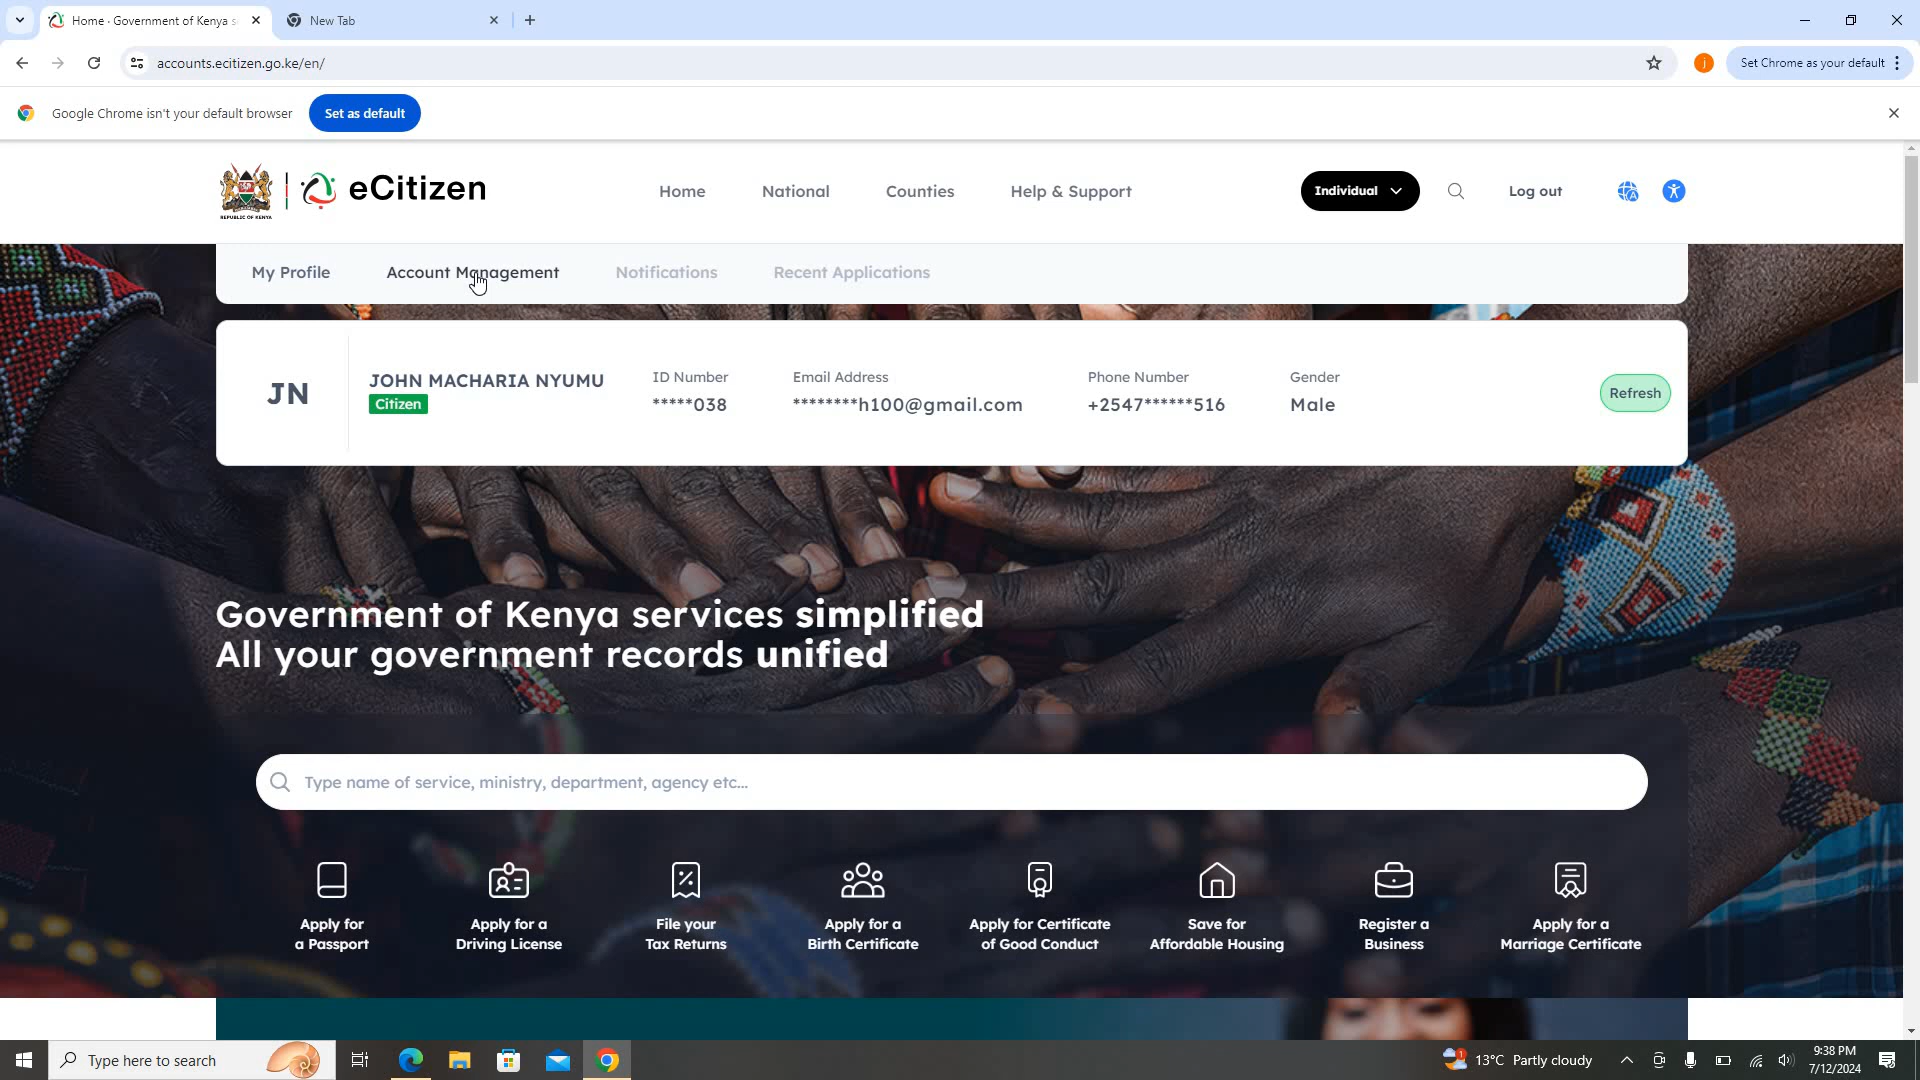 Home · Government of Kenya s
New Tab
accounts.ecitizen.go.ke/en/
j
Set Chrome as your default
Google Chrome isn't your default browser
Set as default
REPUBLIC OF KENYA
eCitizen
Home
National
Counties
Help & Support
Individual
Log out
My Profile
Account Management
Notifications
Recent Applications
JN
JOHN MACHARIA NYUMU
Citizen
ID Number
*****038
Email Address
********h100@gmail.com
Phone Number
+2547******516
Gender
Male
Refresh
Government of Kenya services simplified
All your government records unified
Type name of service, ministry, department, agency etc...
Apply for
a Passport
Apply for a
Driving License
File your
Tax Returns
Apply for a
Birth Certificate
Apply for Certificate
of Good Conduct
Save for
Affordable Housing
Register a
Business
Apply for a
Marriage Certificate
Type here to search
1
13°C Partly cloudy
9:38 PM
7/12/2024